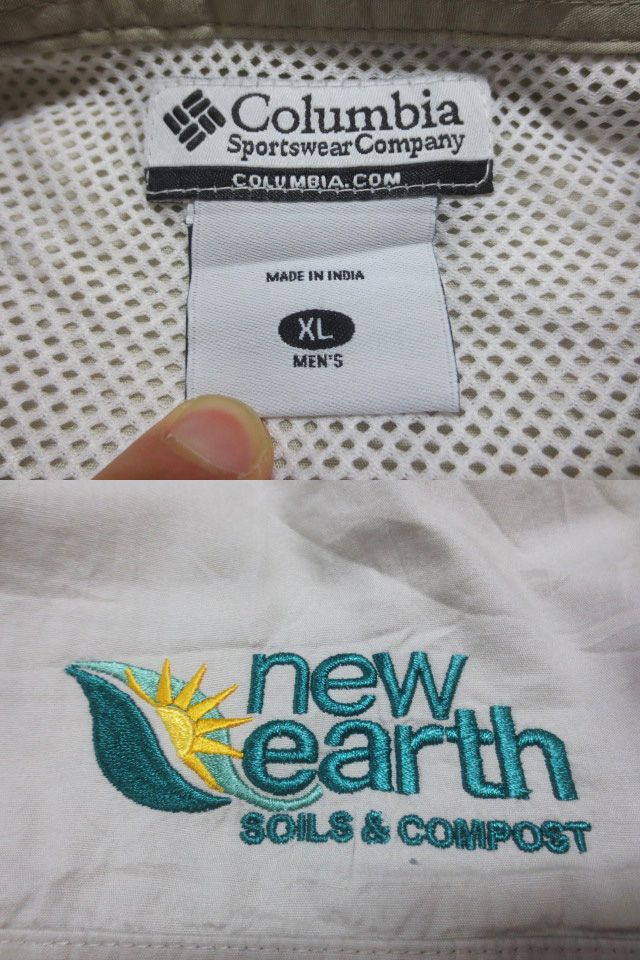 Columbia
Sportswear Company
COLUMBIA.COM
MADE IN INDIA
XL
MEN'S
new
earth
SOILS & COMPOST